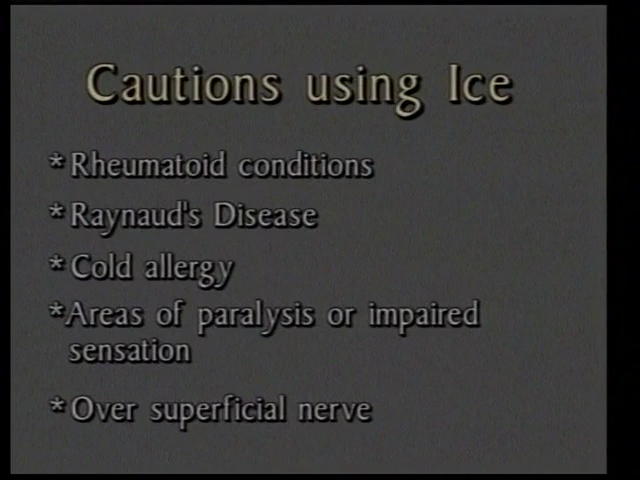 Cautions using Ice
*Rheumatoid conditions
*Raynaud's Disease
*Cold allergy
*Areas of paralysis or impaired
sensation
*Over superficial nerve